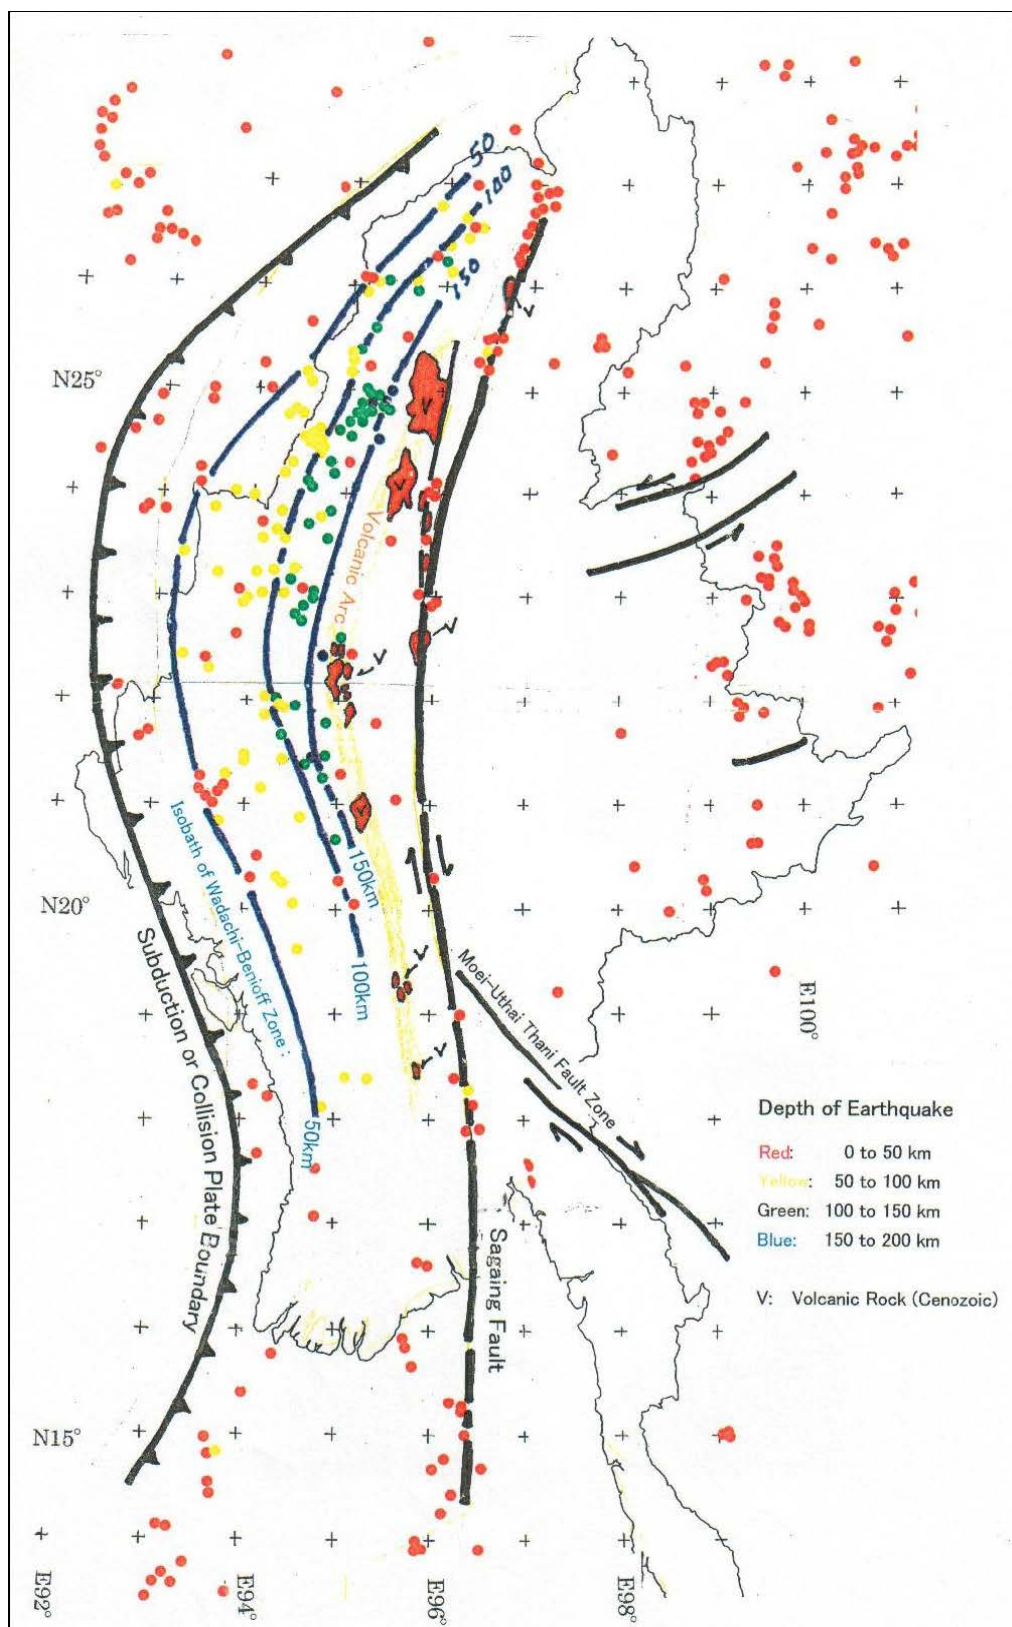 50
100
150
V
N25°
V
V
Volcanic Arc
V
V
V
Isobath of Wadachi-Benioff Zone :
150km
N20°
100km
Subduction or Collision Plate Boundary
V
Moei-Uthai Thani Fault Zone
E100°
V
50km
Depth of Earthquake
Red: 0 to 50 km
Yellow: 50 to 100 km
Green: 100 to 150 km
Blue: 150 to 200 km
Sagaing Fault
V: Volcanic Rock (Cenozoic)
N15°
E92°
E94°
E96°
E98°